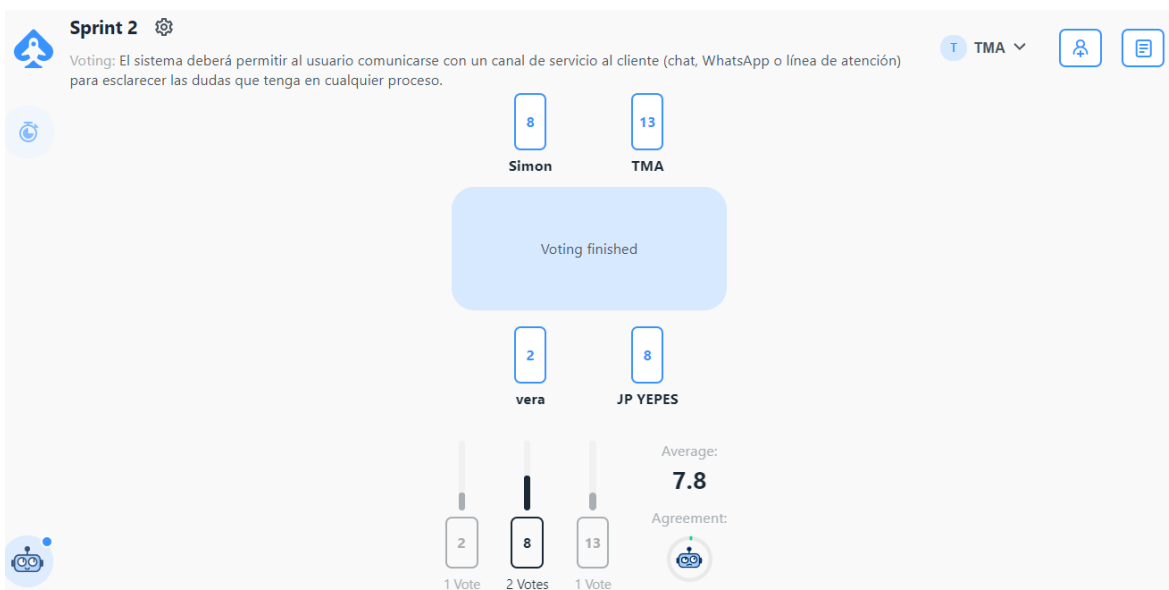 Sprint 2
Voting: El sistema deberá permitir al usuario comunicarse con un canal de servicio al cliente (chat, WhatsApp o línea de atención)
para esclarecer las dudas que tenga en cualquier proceso.
T TMA
8 13
Simon TMA
Voting finished
2 8
vera JP YEPES
Average:
7.8
Agreement:
2 8 13
1 Vote 2 Votes 1 Vote